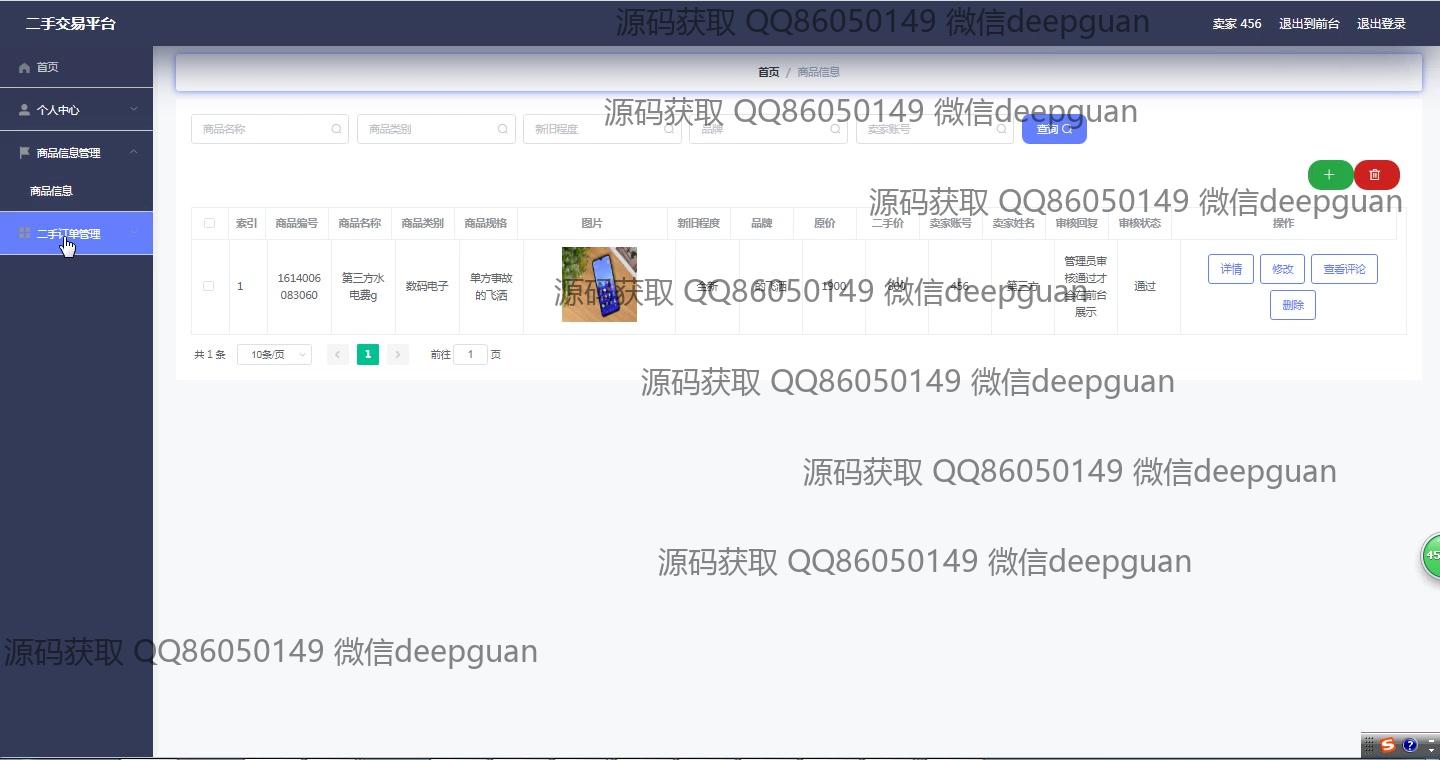 二手交易平台
源码获取 QQ86050149 微信deepguan
卖家 456 退出到前台 退出登录
首页
个人中心
商品信息管理
商品信息
二手订单管理
首页 / 商品信息
源码获取 QQ86050149 微信deepguan
商品名称 商品类别 新旧程度 品牌 卖家账号 查询
源码获取 QQ86050149 微信deepguan
索引 商品编号 商品名称 商品类别 商品规格 图片 新旧程度 品牌 原价 二手价 卖家账号 卖家姓名 审核回复 审核状态 操作
1
1614006
083060
第三方水
电费g
数码电子
单方事故
的飞洒
全新
的飞洒
1900
456
第三方
管理员审
核通过才
会在前台
展示
通过
详情 修改 查看评论
删除
源码获取 QQ86050149 微信deepguan
共 1 条 10条/页 1 前往 1 页
源码获取 QQ86050149 微信deepguan
源码获取 QQ86050149 微信deepguan
源码获取 QQ86050149 微信deepguan
45
源码获取 QQ86050149 微信deepguan